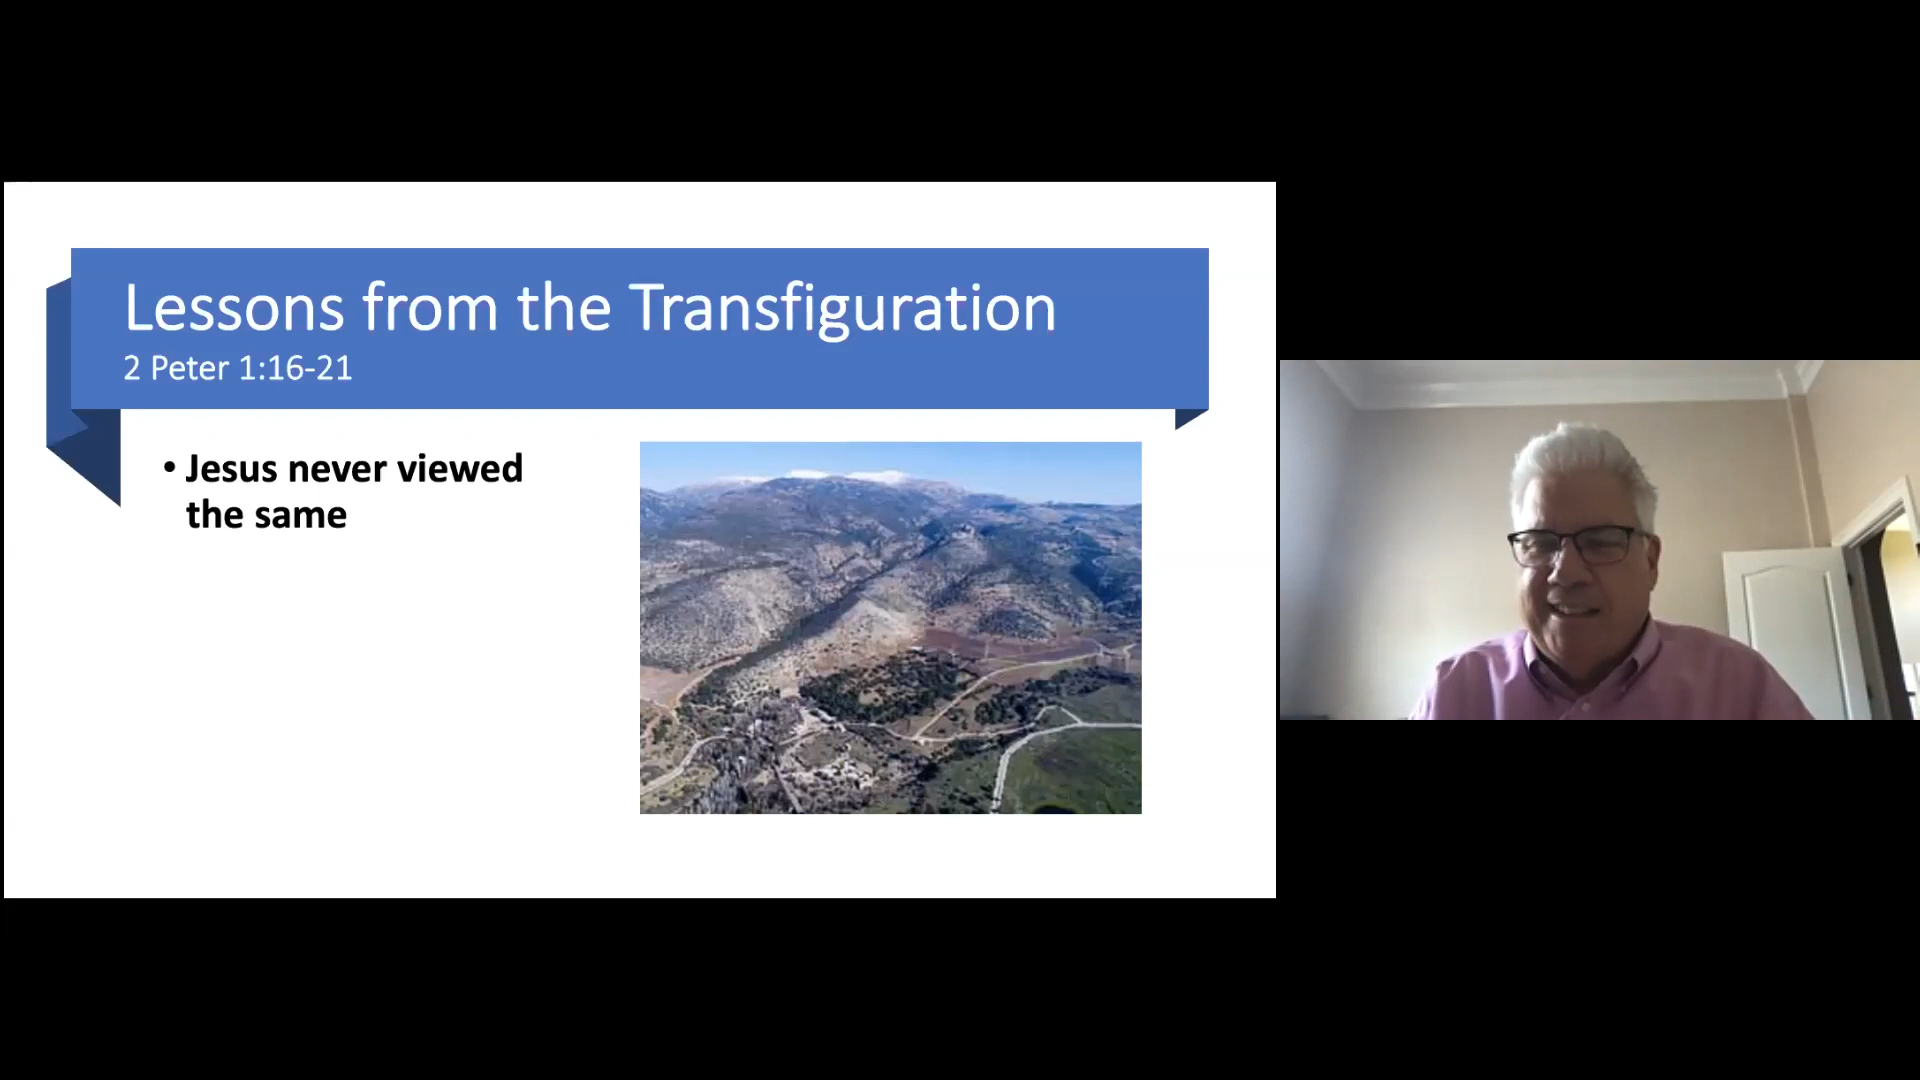 Lessons from the Transfiguration
2 Peter 1:16-21
• Jesus never viewed
the same